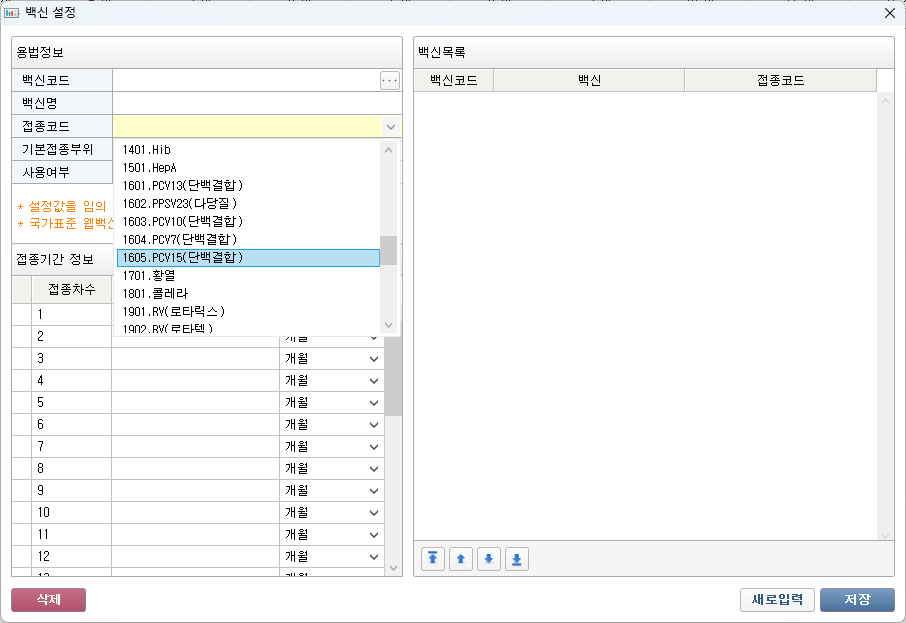 백신 설정
용법정보
백신코드
...
백신명
접종코드
기본접종부위
사용여부
* 설정값을 임의
* 국가표준 웹백신
1401.Hib
1501.HepA
1601.PCV13(단백결합)
1602.PPSV23(다당질)
1603.PCV10(단백결합)
1604.PCV7(단백결합)
1605.PCV15(단백결합)
1701.황열
1801.콜레라
1901.RV(로타릭스)
1902.RV(로타텍)
접종기간 정보
접종차수
1
2 개월
3 개월
4 개월
5 개월
6 개월
7 개월
8 개월
9 개월
10 개월
11 개월
12 개월
백신목록
백신코드 백신 접종코드
삭제
새로입력
저장